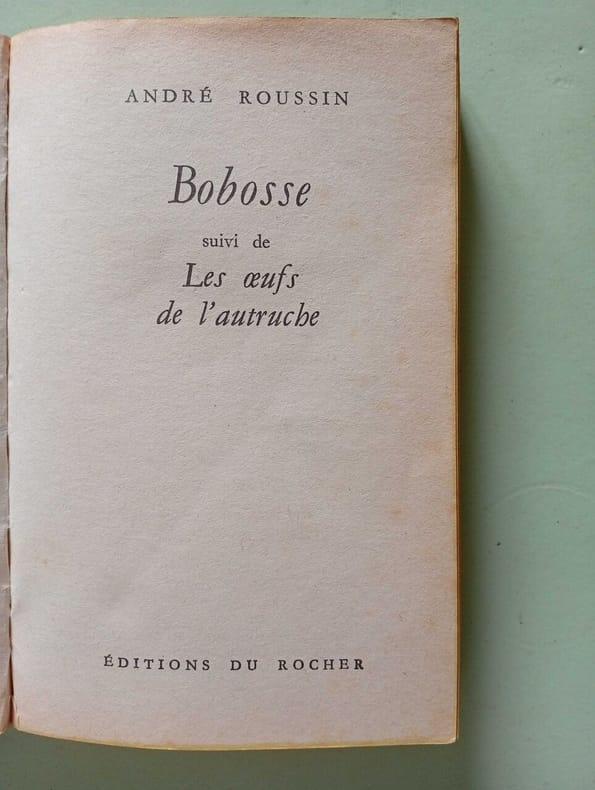 ANDRÉ ROUSSIN
Bobosse
suivi de
Les œufs
de l'autruche
ÉDITIONS DU ROCHER